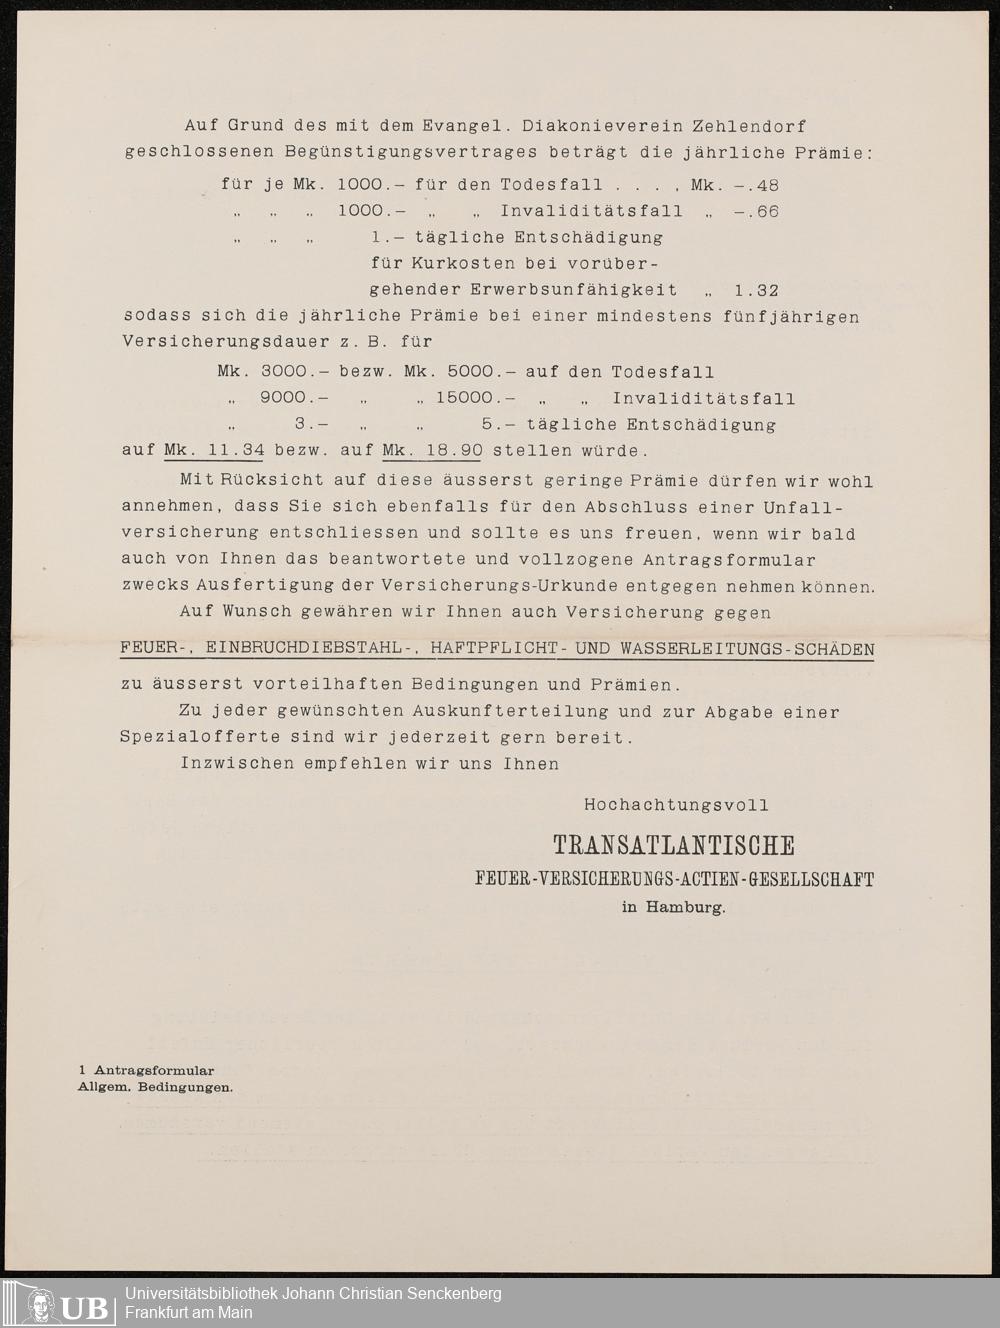 Auf Grund des mit dem Evangel. Diakonieverein Zehlendorf
geschlossenen Begünstigungsvertrages beträgt die jährliche Prämie:
für je Mk. 1000.— für den Todesfall . . . . Mk. —.48
„ „ „ 1000.— „ „ Invaliditätsfall „ —.66
„ „ „ 1.— tägliche Entschädigung
für Kurkosten bei vorüber-
gehender Erwerbsunfähigkeit „ 1.32
sodass sich die jährliche Prämie bei einer mindestens fünfjährigen
Versicherungsdauer z. B. für
Mk. 3000.— bezw. Mk. 5000.— auf den Todesfall
„ 9000.— „ „ 15000.— „ „ Invaliditätsfall
„ 3.— „ „ 5.— tägliche Entschädigung
auf Mk. 11.34 bezw. auf Mk. 18.90 stellen würde.
Mit Rücksicht auf diese äusserst geringe Prämie dürfen wir wohl
annehmen, dass Sie sich ebenfalls für den Abschluss einer Unfall-
versicherung entschliessen und sollte es uns freuen, wenn wir bald
auch von Ihnen das beantwortete und vollzogene Antragsformular
zwecks Ausfertigung der Versicherungs-Urkunde entgegen nehmen können.
Auf Wunsch gewähren wir Ihnen auch Versicherung gegen
FEUER-, EINBRUCHDIEBSTAHL-, HAFTPFLICHT- UND WASSERLEITUNGS-SCHÄDEN
zu äusserst vorteilhaften Bedingungen und Prämien.
Zu jeder gewünschten Auskunfterteilung und zur Abgabe einer
Spezialofferte sind wir jederzeit gern bereit.
Inzwischen empfehlen wir uns Ihnen
Hochachtungsvoll
TRANSATLANTISCHE
FEUER-VERSICHERUNGS-ACTIEN-GESELLSCHAFT
in Hamburg.
1 Antragsformular
Allgem. Bedingungen.
UB
Universitätsbibliothek Johann Christian Senckenberg
Frankfurt am Main